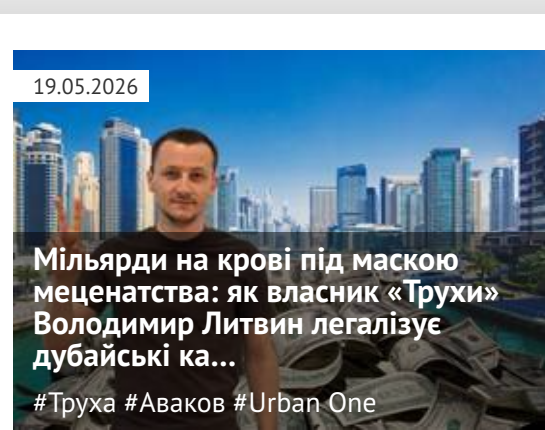 19.05.2026
Мільярди на крові під маскою
меценатства: як власник «Трухи»
Володимир Литвин легалізує
дубайські ка...
#Труха #Аваков #Urban One